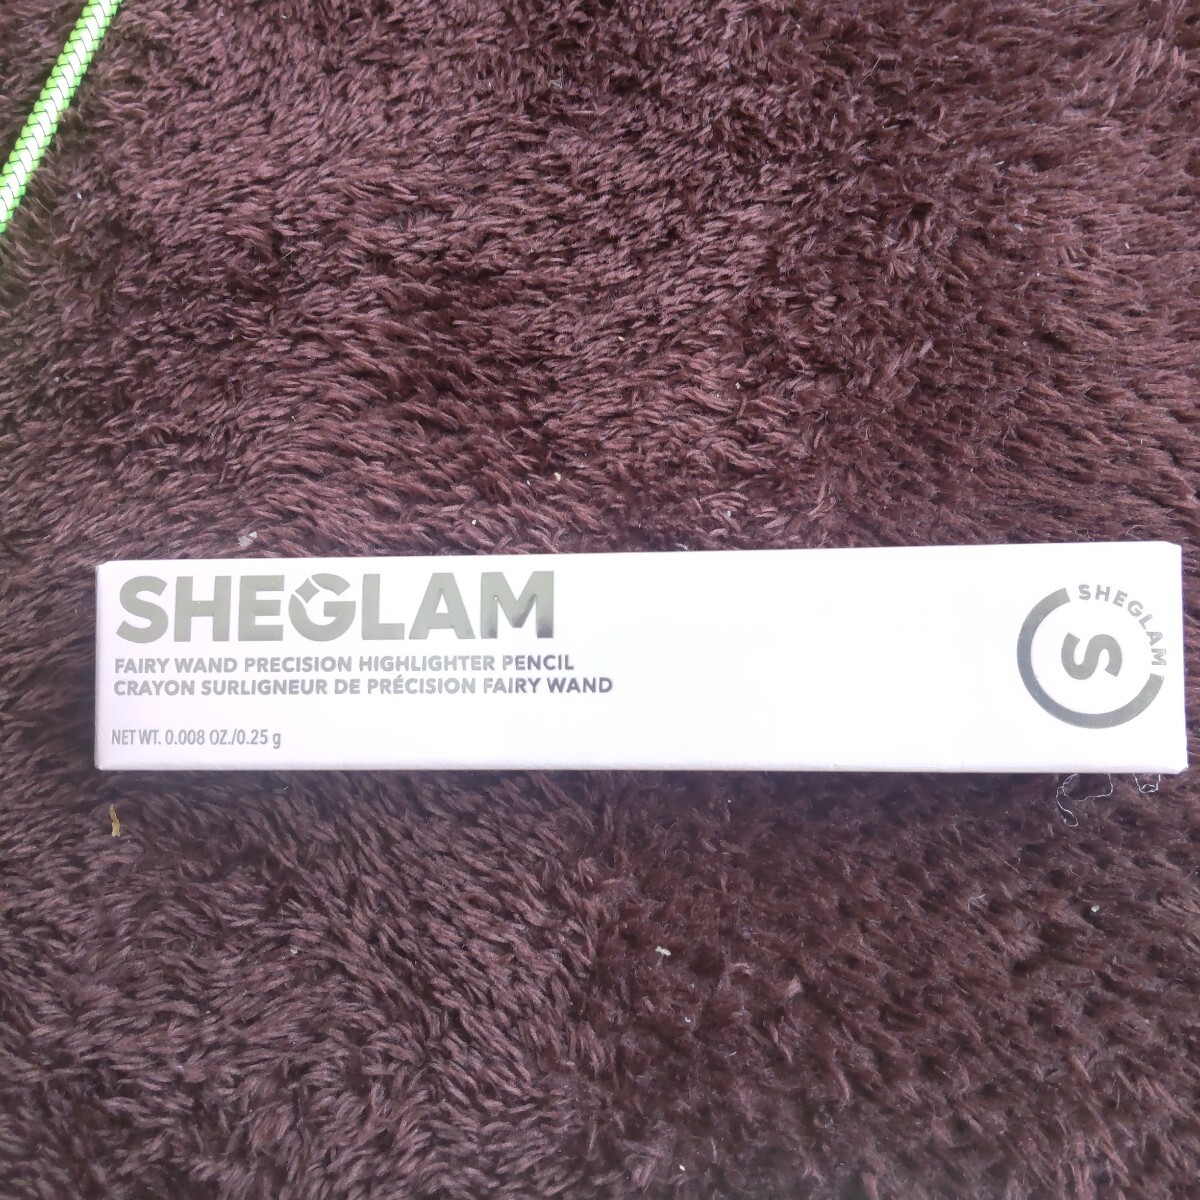 SHEGLAM
FAIRY WAND PRECISION HIGHLIGHTER PENCIL
CRAYON SURLIGNEUR DE PRÉCISION FAIRY WAND
NET WT. 0.008 OZ./0.25 g
SHEGLAM
S